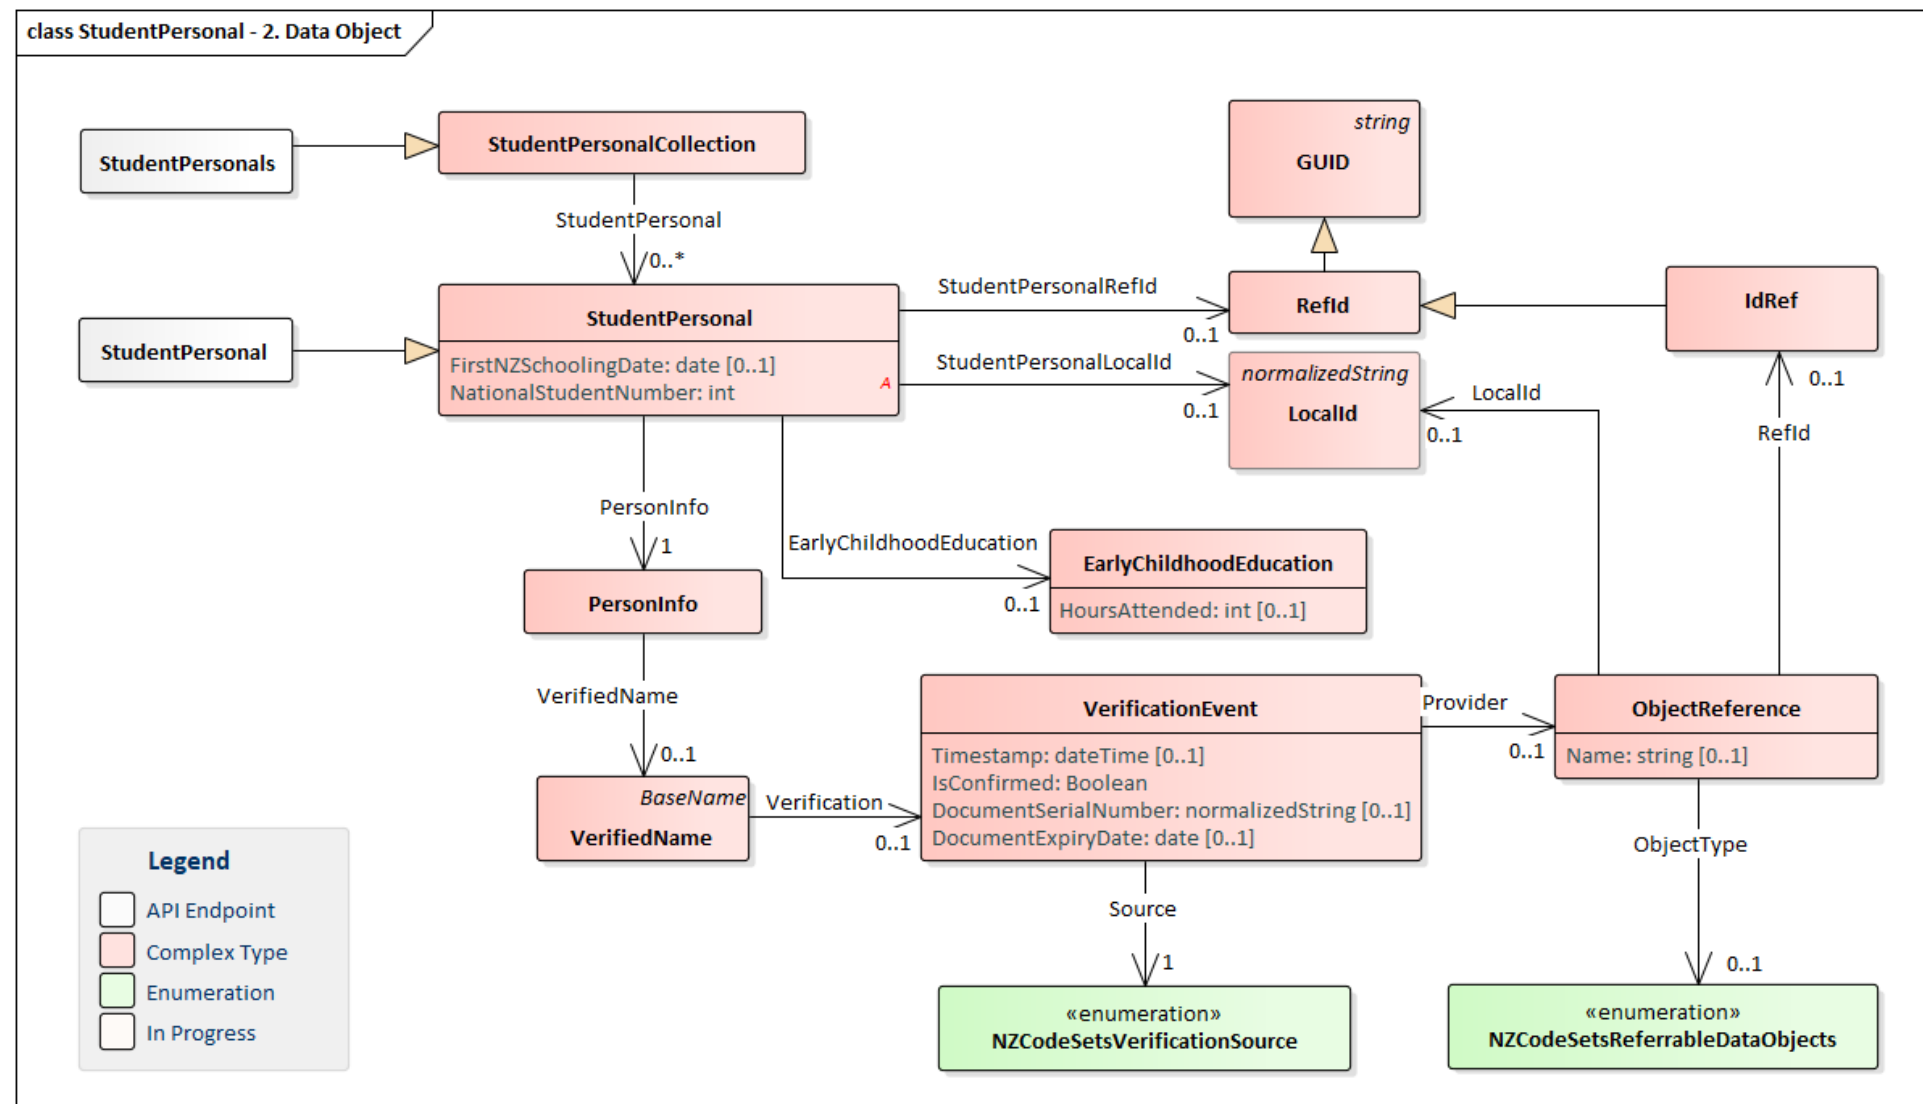 class StudentPersonal - 2. Data Object
StudentPersonals
StudentPersonalCollection
string
GUID
StudentPersonal
0..*
StudentPersonal
StudentPersonal
FirstNZSchoolingDate: date [0..1]
NationalStudentNumber: int
A
StudentPersonalRefId
0..1
RefId
IdRef
StudentPersonalLocalId
0..1
normalizedString
LocalId
LocalId
0..1
0..1
RefId
PersonInfo
1
PersonInfo
EarlyChildhoodEducation
0..1
EarlyChildhoodEducation
HoursAttended: int [0..1]
VerifiedName
0..1
BaseName
VerifiedName
Verification
0..1
VerificationEvent
Timestamp: dateTime [0..1]
IsConfirmed: Boolean
DocumentSerialNumber: normalizedString [0..1]
DocumentExpiryDate: date [0..1]
Provider
0..1
ObjectReference
Name: string [0..1]
Source
1
«enumeration»
NZCodeSetsVerificationSource
ObjectType
0..1
«enumeration»
NZCodeSetsReferrableDataObjects
Legend
API Endpoint
Complex Type
Enumeration
In Progress